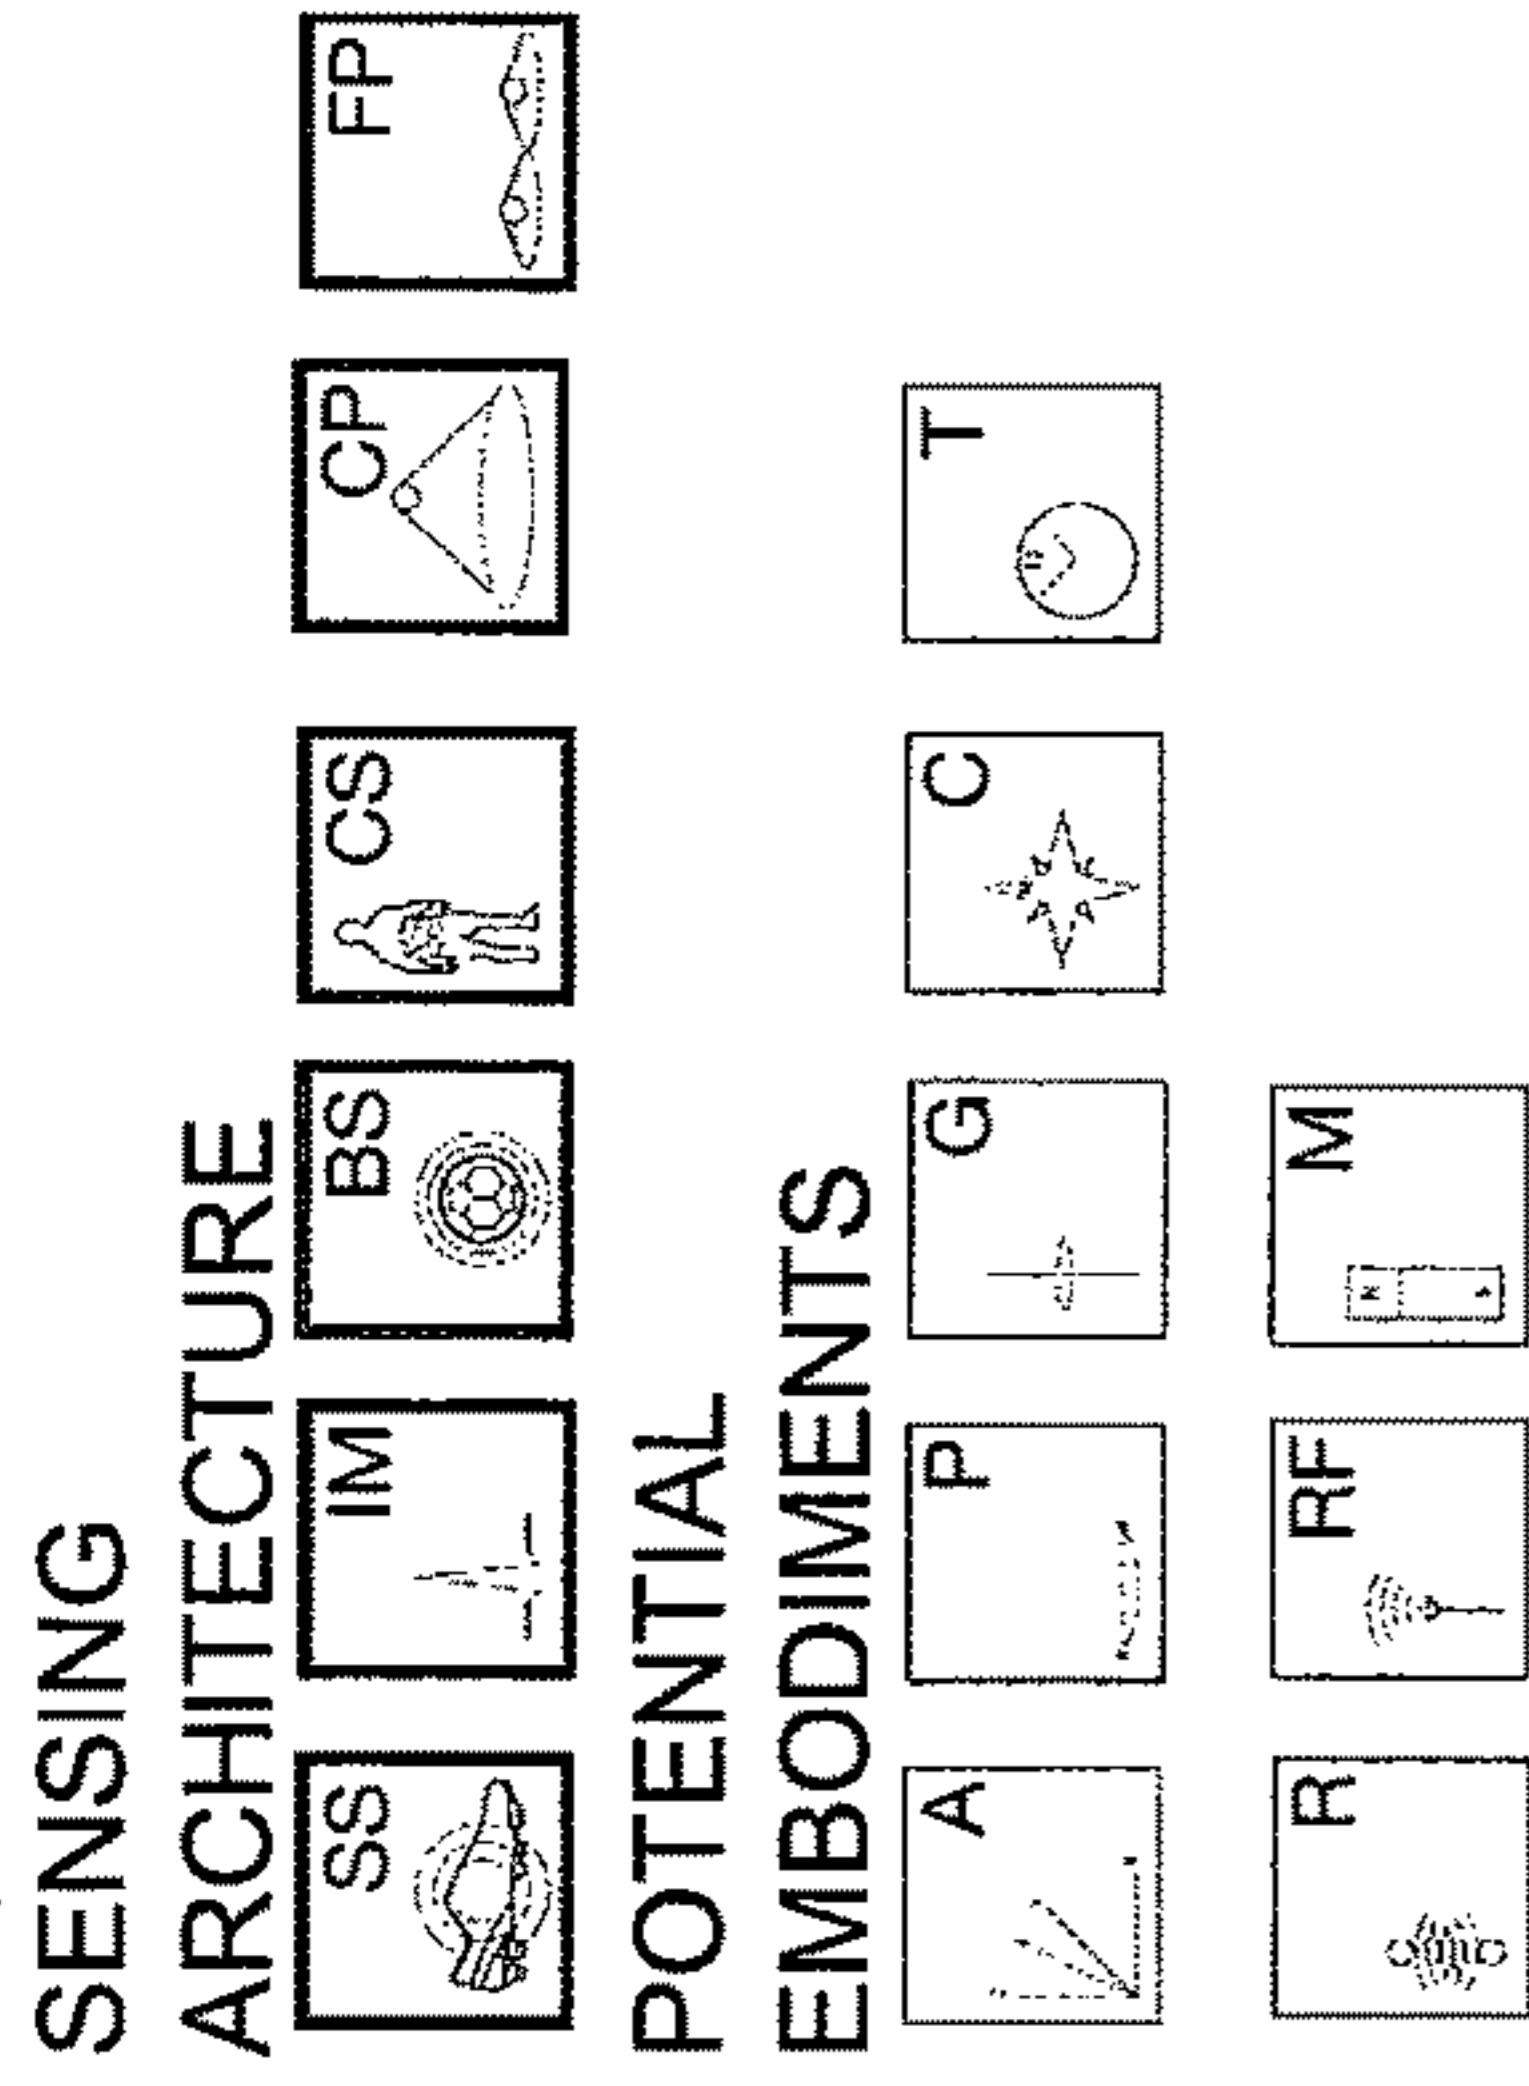 SENSING
ARCHITECTURE
SS IM BS CS CP FP
POTENTIAL
EMBODIMENTS
A P G C T
R RF M